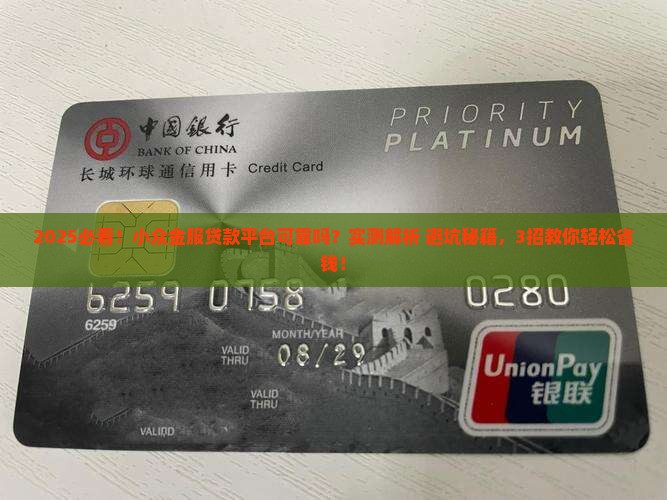 中国银行
BANK OF CHINA
长城环球通信用卡 Credit Card
PRIORITY
PLATINUM
2025必看！小众金服贷款平台可靠吗？实测解析 避坑秘籍，3招教你轻松省
钱！
6259 0280
6259
MONTH/YEAR
VALID
THRU
08/29
VALID
THRU
VALIDD
UnionPay
银联